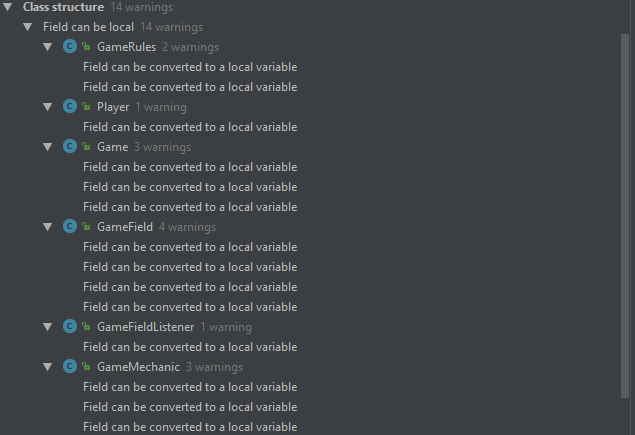 Class structure 14 warnings
Field can be local 14 warnings
GameRules 2 warnings
Field can be converted to a local variable
Field can be converted to a local variable
Player 1 warning
Field can be converted to a local variable
Game 3 warnings
Field can be converted to a local variable
Field can be converted to a local variable
Field can be converted to a local variable
GameField 4 warnings
Field can be converted to a local variable
Field can be converted to a local variable
Field can be converted to a local variable
Field can be converted to a local variable
GameFieldListener 1 warning
Field can be converted to a local variable
GameMechanic 3 warnings
Field can be converted to a local variable
Field can be converted to a local variable
Field can be converted to a local variable